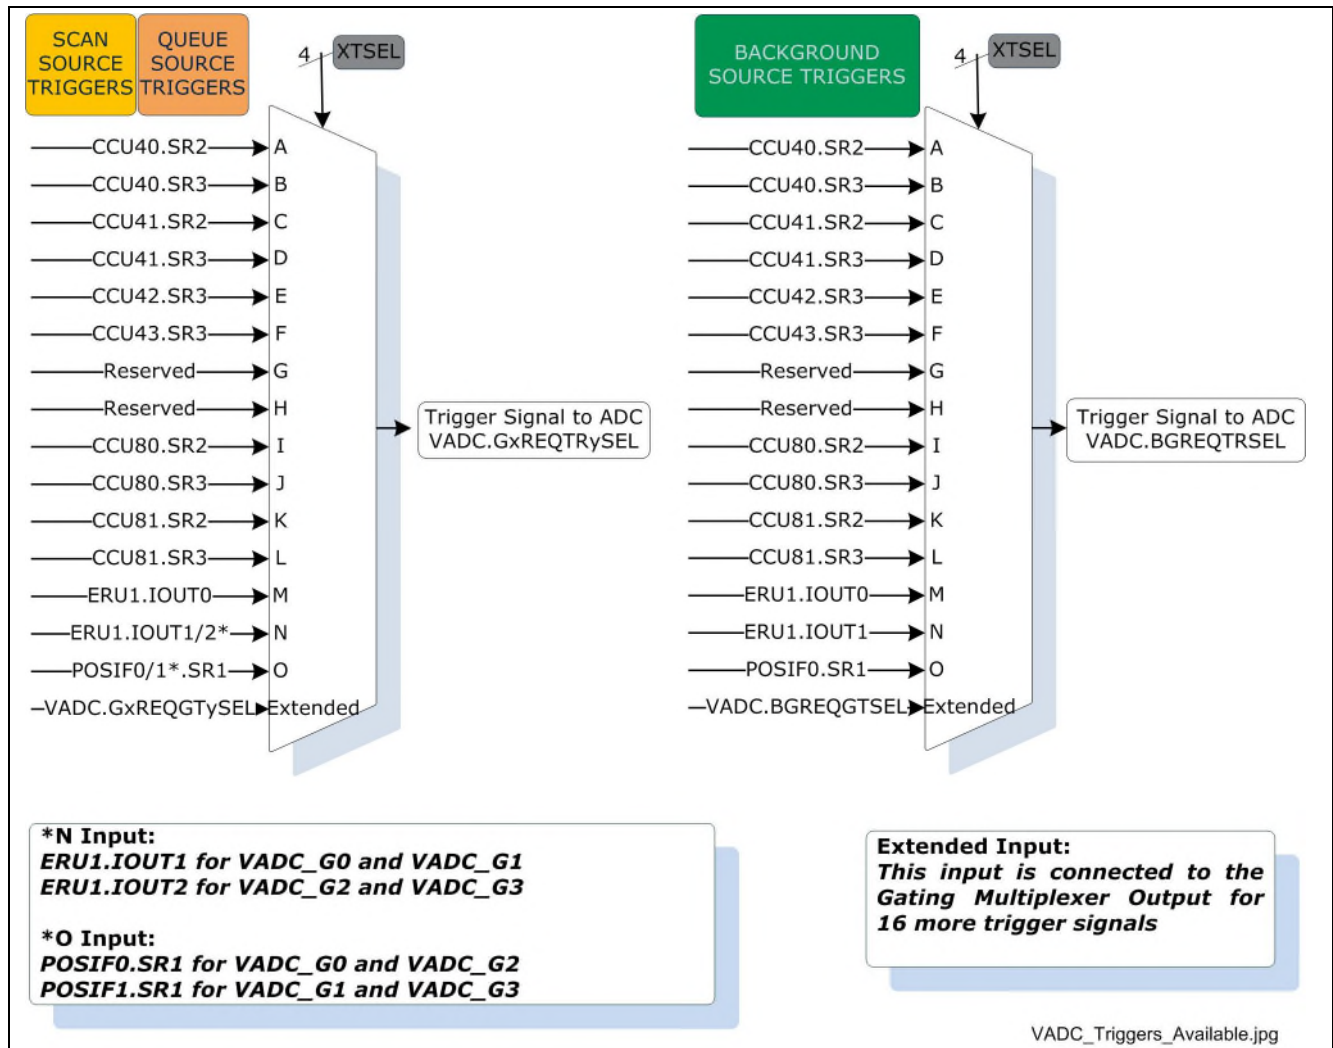 SCAN
SOURCE
TRIGGERS
QUEUE
SOURCE
TRIGGERS
4
XTSEL
CCU40.SR2 A
CCU40.SR3 B
CCU41.SR2 C
CCU41.SR3 D
CCU42.SR3 E
CCU43.SR3 F
Reserved G
Reserved H
CCU80.SR2 I
CCU80.SR3 J
CCU81.SR2 K
CCU81.SR3 L
ERU1.IOUT0 M
ERU1.IOUT1/2* N
POSIF0/1*.SR1 O
VADC.GxREQGTySEL Extended
Trigger Signal to ADC
VADC.GxREQTRySEL
BACKGROUND
SOURCE TRIGGERS
4
XTSEL
CCU40.SR2 A
CCU40.SR3 B
CCU41.SR2 C
CCU41.SR3 D
CCU42.SR3 E
CCU43.SR3 F
Reserved G
Reserved H
CCU80.SR2 I
CCU80.SR3 J
CCU81.SR2 K
CCU81.SR3 L
ERU1.IOUT0 M
ERU1.IOUT1 N
POSIF0.SR1 O
VADC.BGREQGTSEL Extended
Trigger Signal to ADC
VADC.BGREQTRSEL
*N Input:
ERU1.IOUT1 for VADC_G0 and VADC_G1
ERU1.IOUT2 for VADC_G2 and VADC_G3
*O Input:
POSIF0.SR1 for VADC_G0 and VADC_G2
POSIF1.SR1 for VADC_G1 and VADC_G3
Extended Input:
This input is connected to the
Gating Multiplexer Output for
16 more trigger signals
VADC_Triggers_Available.jpg